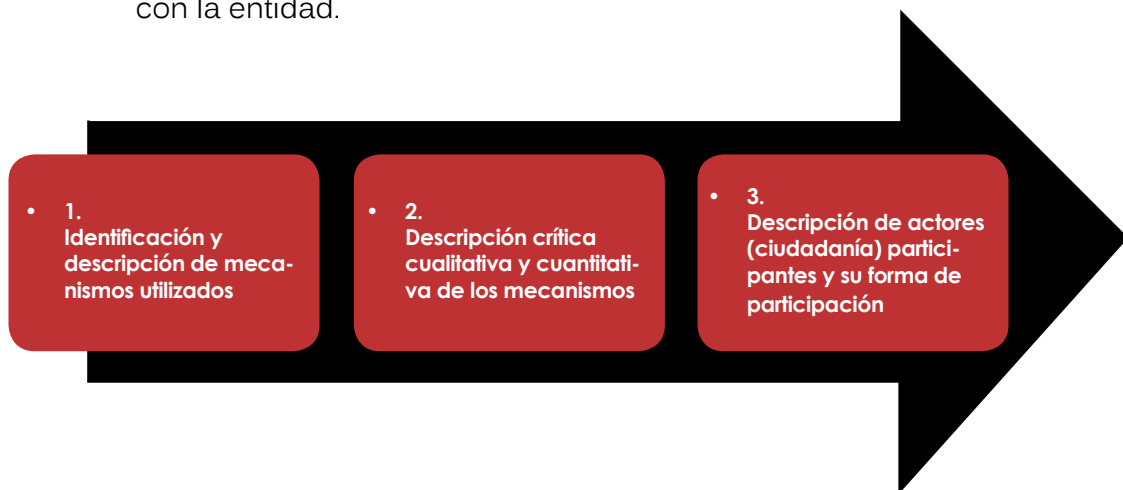 con la entidad.
• 1.
Identificación y
descripción de meca-
nismos utilizados
• 2.
Descripción crítica
cualitativa y cuantitati-
va de los mecanismos
• 3.
Descripción de actores
(ciudadanía) partici-
pantes y su forma de
participación